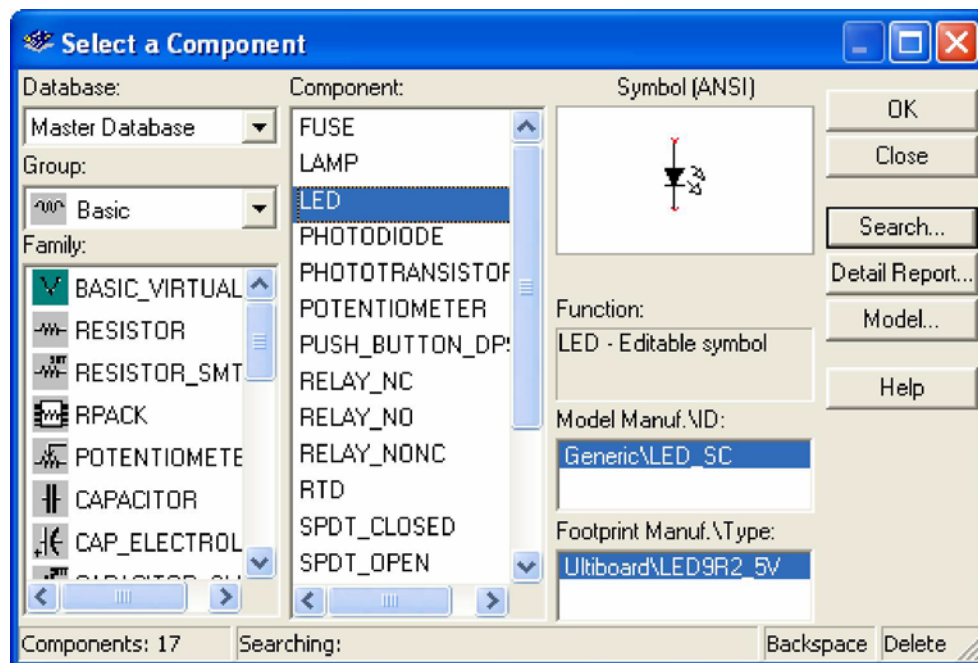 Select a Component
Database:
Master Database
Group:
Basic
Family:
BASIC_VIRTUAL
RESISTOR
RESISTOR_SMT
RPACK
POTENTIOMETE
CAPACITOR
CAP_ELECTROL
Component:
FUSE
LAMP
LED
PHOTODIODE
PHOTOTRANSISTOR
POTENTIOMETER
PUSH_BUTTON_DP
RELAY_NC
RELAY_NO
RELAY_NONC
RTD
SPDT_CLOSED
SPDT_OPEN
Symbol (ANSI)
Function:
LED - Editable symbol
Model Manuf.\ID:
Generic\LED_SC
Footprint Manuf.\Type:
Ultiboard\LED9R2_5V
OK
Close
Search...
Detail Report...
Model...
Help
Components: 17
Searching:
Backspace
Delete